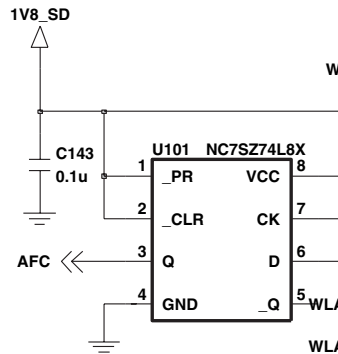 1V8_SD
W
U101 NC7SZ74L8X
C143
0.1u
1 _PR VCC 8
2 _CLR CK 7
AFC 3 Q D 6
4 GND _Q 5 WLA
WLA